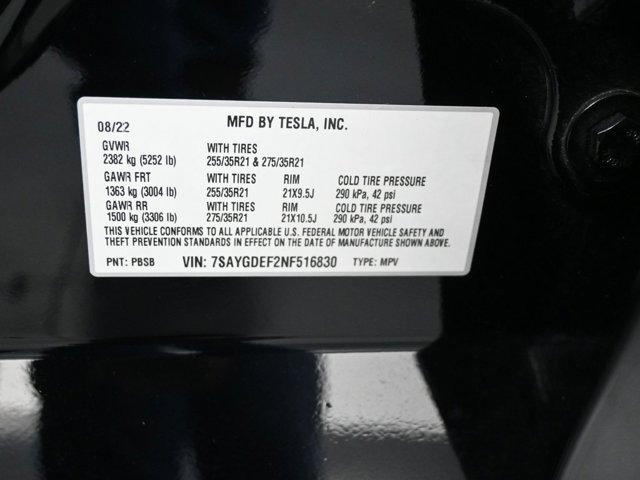 08/22 MFD BY TESLA, INC.
GVWR WITH TIRES
2382 kg (5252 lb) 255/35R21 & 275/35R21
GAWR FRT WITH TIRES RIM COLD TIRE PRESSURE
1363 kg (3004 lb) 255/35R21 21X9.5J 290 kPa, 42 psi
GAWR RR WITH TIRES RIM COLD TIRE PRESSURE
1500 kg (3306 lb) 275/35R21 21X10.5J 290 kPa, 42 psi
THIS VEHICLE CONFORMS TO ALL APPLICABLE U.S. FEDERAL MOTOR VEHICLE SAFETY AND
THEFT PREVENTION STANDARDS IN EFFECT ON THE DATE OF MANUFACTURE SHOWN ABOVE.
PNT: PBSB VIN: 7SAYGDEF2NF516830 TYPE: MPV